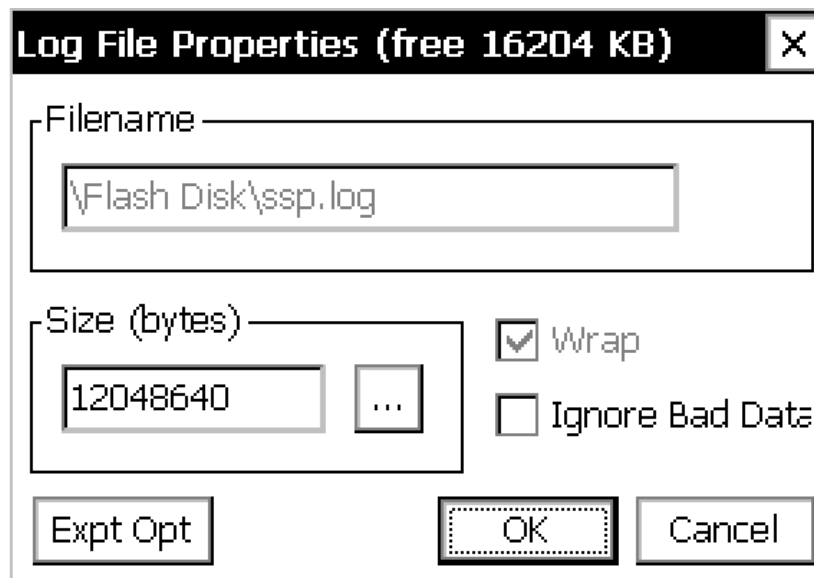 Log File Properties (free 16204 KB)
Filename
\Flash Disk\ssp.log
Size (bytes)
12048640
...
Wrap
Ignore Bad Data
Expt Opt
OK
Cancel